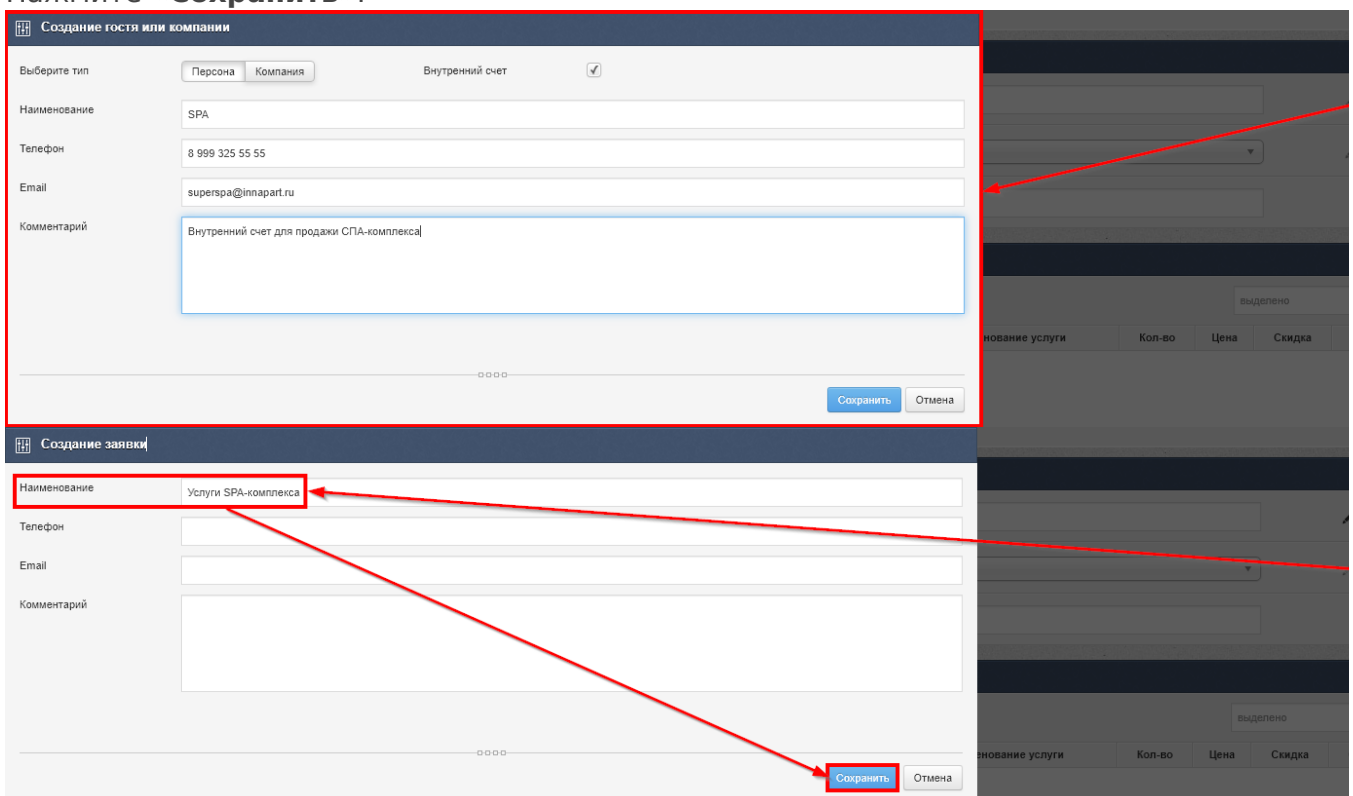 "Сохранить".
Создание гостя или компании
Выберите тип Персона Компания Внутренний счет
Наименование SPA
Телефон 8 999 325 55 55
Email superspa@innapart.ru
Комментарий Внутренний счет для продажи СПА-комплекса
выделено
нование услуги Кол-во Цена Скидка
Сохранить Отмена
Создание заявки
Наименование Услуги SPA-комплекса
Телефон
Email
Комментарий
выделено
енование услуги Кол-во Цена Скидка
Сохранить Отмена